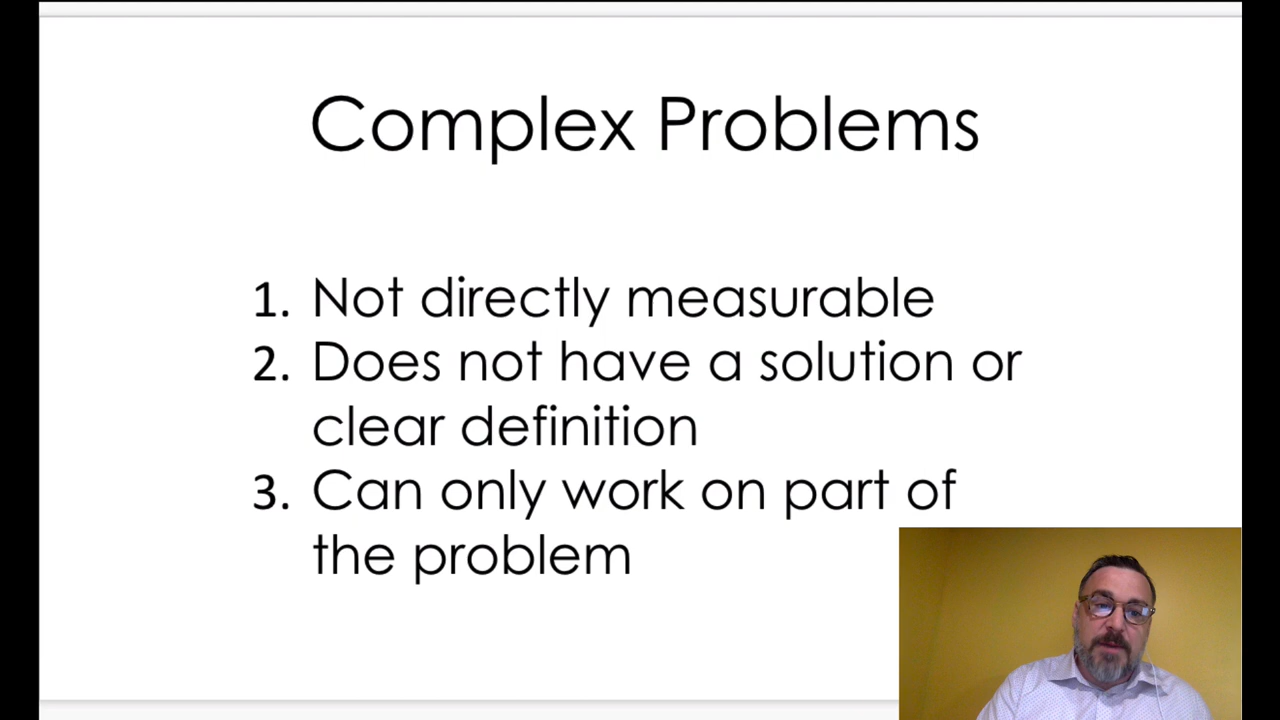 Complex Problems
1. Not directly measurable
2. Does not have a solution or
clear definition
3. Can only work on part of
the problem